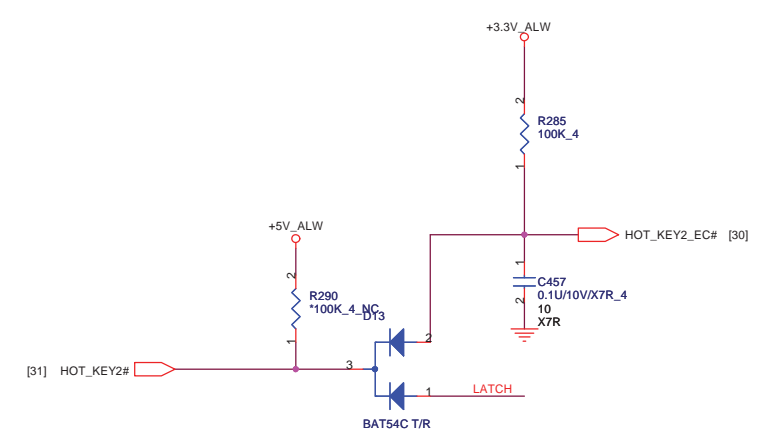 +3.3V_ALW
2
R285
100K_4
1
+5V_ALW
HOT_KEY2_EC# [30]
1
2
C457
0.1U/10V/X7R_4
10
X7R
2
R290
*100K_4_NC
D13
1
2
[31] HOT_KEY2#
3
1
LATCH
BAT54C T/R